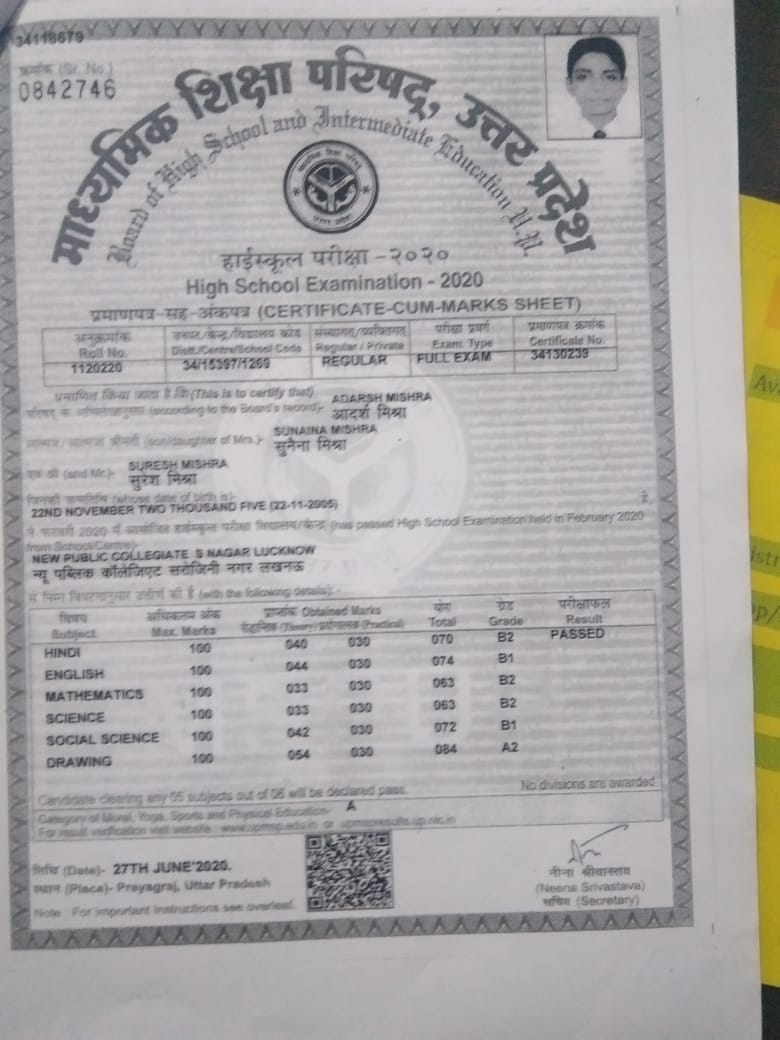 34118679
क्रमांक (Sr. No.)
0842746
माध्यमिक शिक्षा परिषद्, उत्तर प्रदेश
Board of High School and Intermediate Education U.P.
हाईस्कूल परीक्षा -२०२०
High School Examination - 2020
प्रमाणपत्र-सह-अंकपत्र (CERTIFICATE-CUM-MARKS SHEET)
अनुक्रमांक जनपद/केन्द्र/विद्यालय कोड संस्थागत/व्यक्तिगत परीक्षा प्रवर्ग प्रमाणपत्र क्रमांक
Roll No. Distt./Centre/School Code Regular / Private Exam. Type Certificate No.
1120220 34/15397/1269 REGULAR FULL EXAM 34130239
प्रमाणित किया जाता है कि(This is to certify that) ADARSH MISHRA
परिषद के अभिलेखानुसार (according to the Board's record)- आदर्श मिश्रा
आत्मज/आत्मजा श्रीमती (son/daughter of Mrs.)- SUNAINA MISHRA
सुनैना मिश्रा
एवं श्री (and Mr.)- SURESH MISHRA
सुरेश मिश्रा
जिनकी जन्मतिथि (whose date of birth is)- है,
22ND NOVEMBER TWO THOUSAND FIVE (22-11-2005)
ने फरवरी 2020 में आयोजित हाईस्कूल परीक्षा विद्यालय/केन्द्र (has passed High School Examination held in February 2020
from School/Centre)-
NEW PUBLIC COLLEGIATE S NAGAR LUCKNOW
न्यू पब्लिक कॉलेजिएट सरोजिनी नगर लखनऊ
से निम्न विवरणानुसार उत्तीर्ण की है (with the following details):-
विषय अधिकतम अंक प्राप्तांक Obtained Marks योग ग्रेड परीक्षाफल
Subject Max. Marks सैद्धान्तिक (Theory) प्रयोगात्मक (Practical) Total Grade Result
HINDI 100 040 030 070 B2 PASSED
ENGLISH 100 044 030 074 B1
MATHEMATICS 100 033 030 063 B2
SCIENCE 100 033 030 063 B2
SOCIAL SCIENCE 100 042 030 072 B1
DRAWING 100 054 030 084 A2
Candidate clearing any 05 subjects out of 06 will be declared pass. No divisions are awarded
Category of Moral, Yoga, Sports and Physical Education- A
For result verification visit website : www.upmsp.edu.in or upmspresults.up.nic.in
तिथि (Date)- 27TH JUNE'2020.
स्थान (Place)- Prayagraj, Uttar Pradesh
Note : For important instructions see overleaf.
नीना श्रीवास्तव
(Neena Srivastava)
सचिव (Secretary)